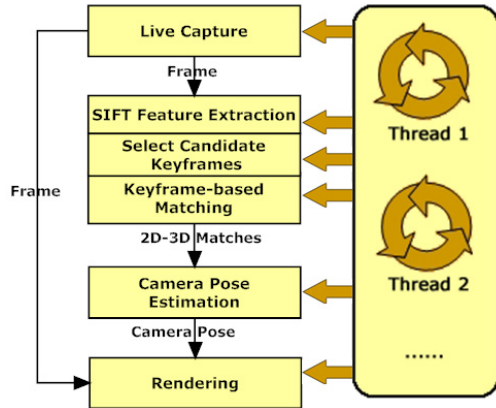 Live Capture
Frame
SIFT Feature Extraction
Select Candidate
Keyframes
Keyframe-based
Matching
Frame
2D-3D Matches
Camera Pose
Estimation
Camera Pose
Rendering
Thread 1
Thread 2
......